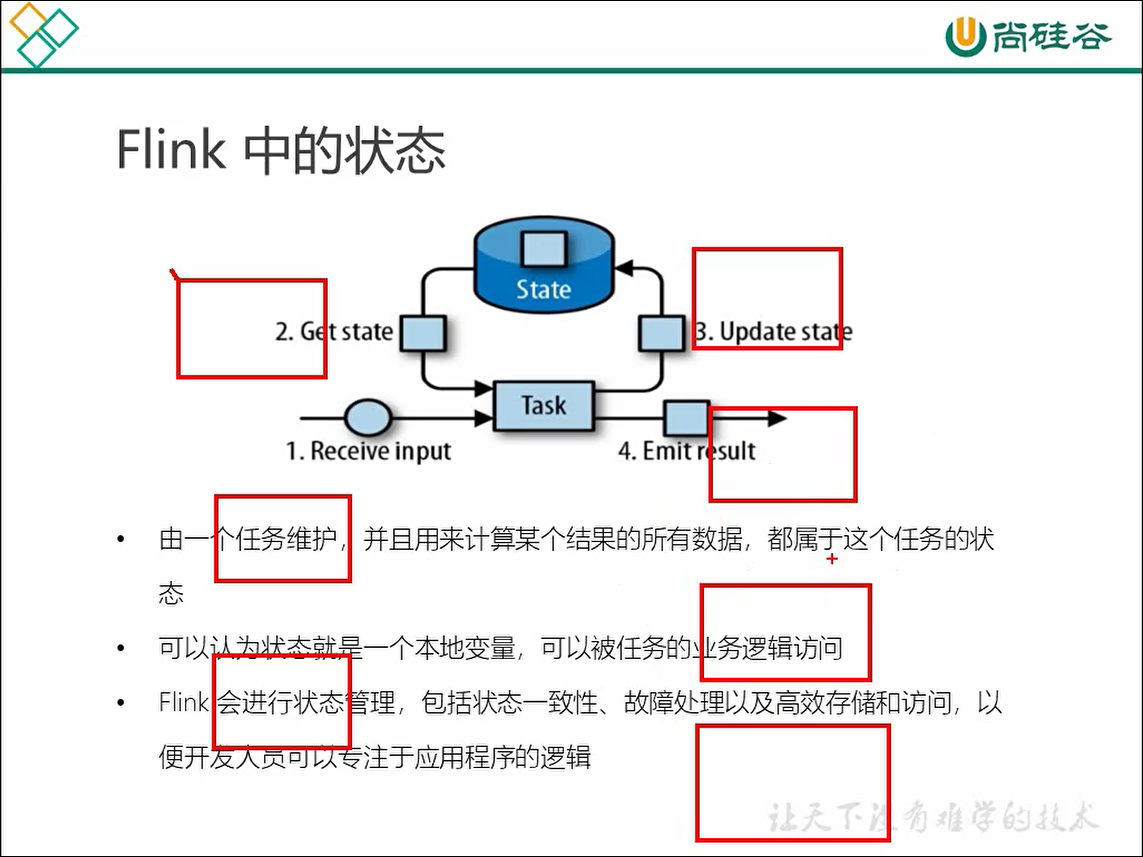 尚硅谷
Flink 中的状态
State
2. Get state
3. Update state
Task
1. Receive input
4. Emit result
• 由一个任务维护，并且用来计算某个结果的所有数据，都属于这个任务的状
态
• 可以认为状态就是一个本地变量，可以被任务的业务逻辑访问
• Flink 会进行状态管理，包括状态一致性、故障处理以及高效存储和访问，以
便开发人员可以专注于应用程序的逻辑
让天下没有难学的技术